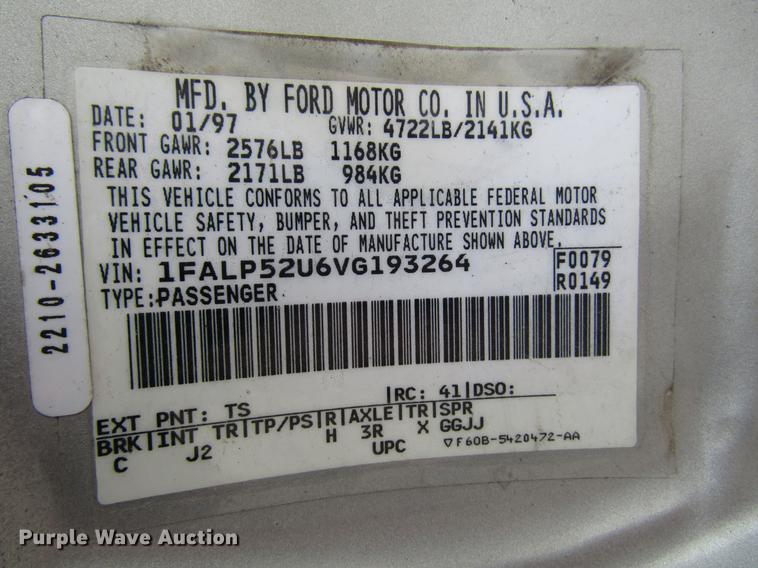 MFD. BY FORD MOTOR CO. IN U.S.A.
DATE: 01/97 GVWR: 4722LB/2141KG
FRONT GAWR: 2576LB 1168KG
REAR GAWR: 2171LB 984KG
THIS VEHICLE CONFORMS TO ALL APPLICABLE FEDERAL MOTOR
VEHICLE SAFETY, BUMPER, AND THEFT PREVENTION STANDARDS
IN EFFECT ON THE DATE OF MANUFACTURE SHOWN ABOVE.
VIN: 1FALP52U6VG193264 F0079
TYPE: PASSENGER R0149
RC: 41 DSO:
EXT PNT: TS
BRK INT TR TP/PS R AXLE TR SPR
C J2 H 3R X GGJJ
UPC ▽F60B-5420472-AA
2210-2633105
Purple Wave Auction